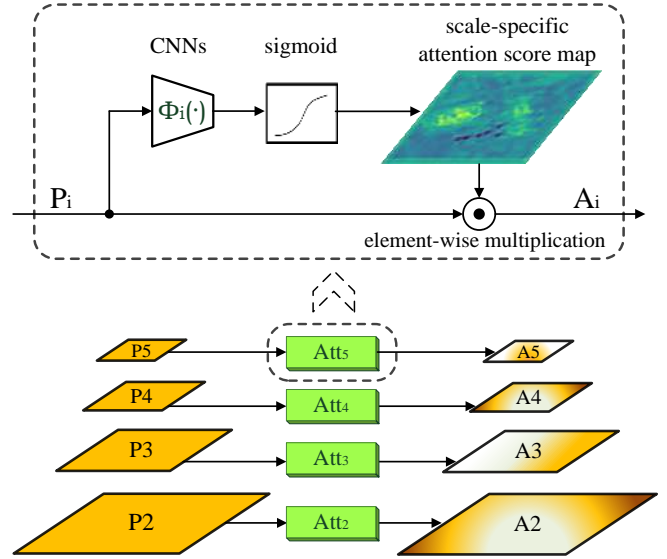 scale-specific
CNNs sigmoid attention score map
Φi(·)
Pi Ai
element-wise multiplication
P5 Att5 A5
P4 Att4 A4
P3 Att3 A3
P2 Att2 A2